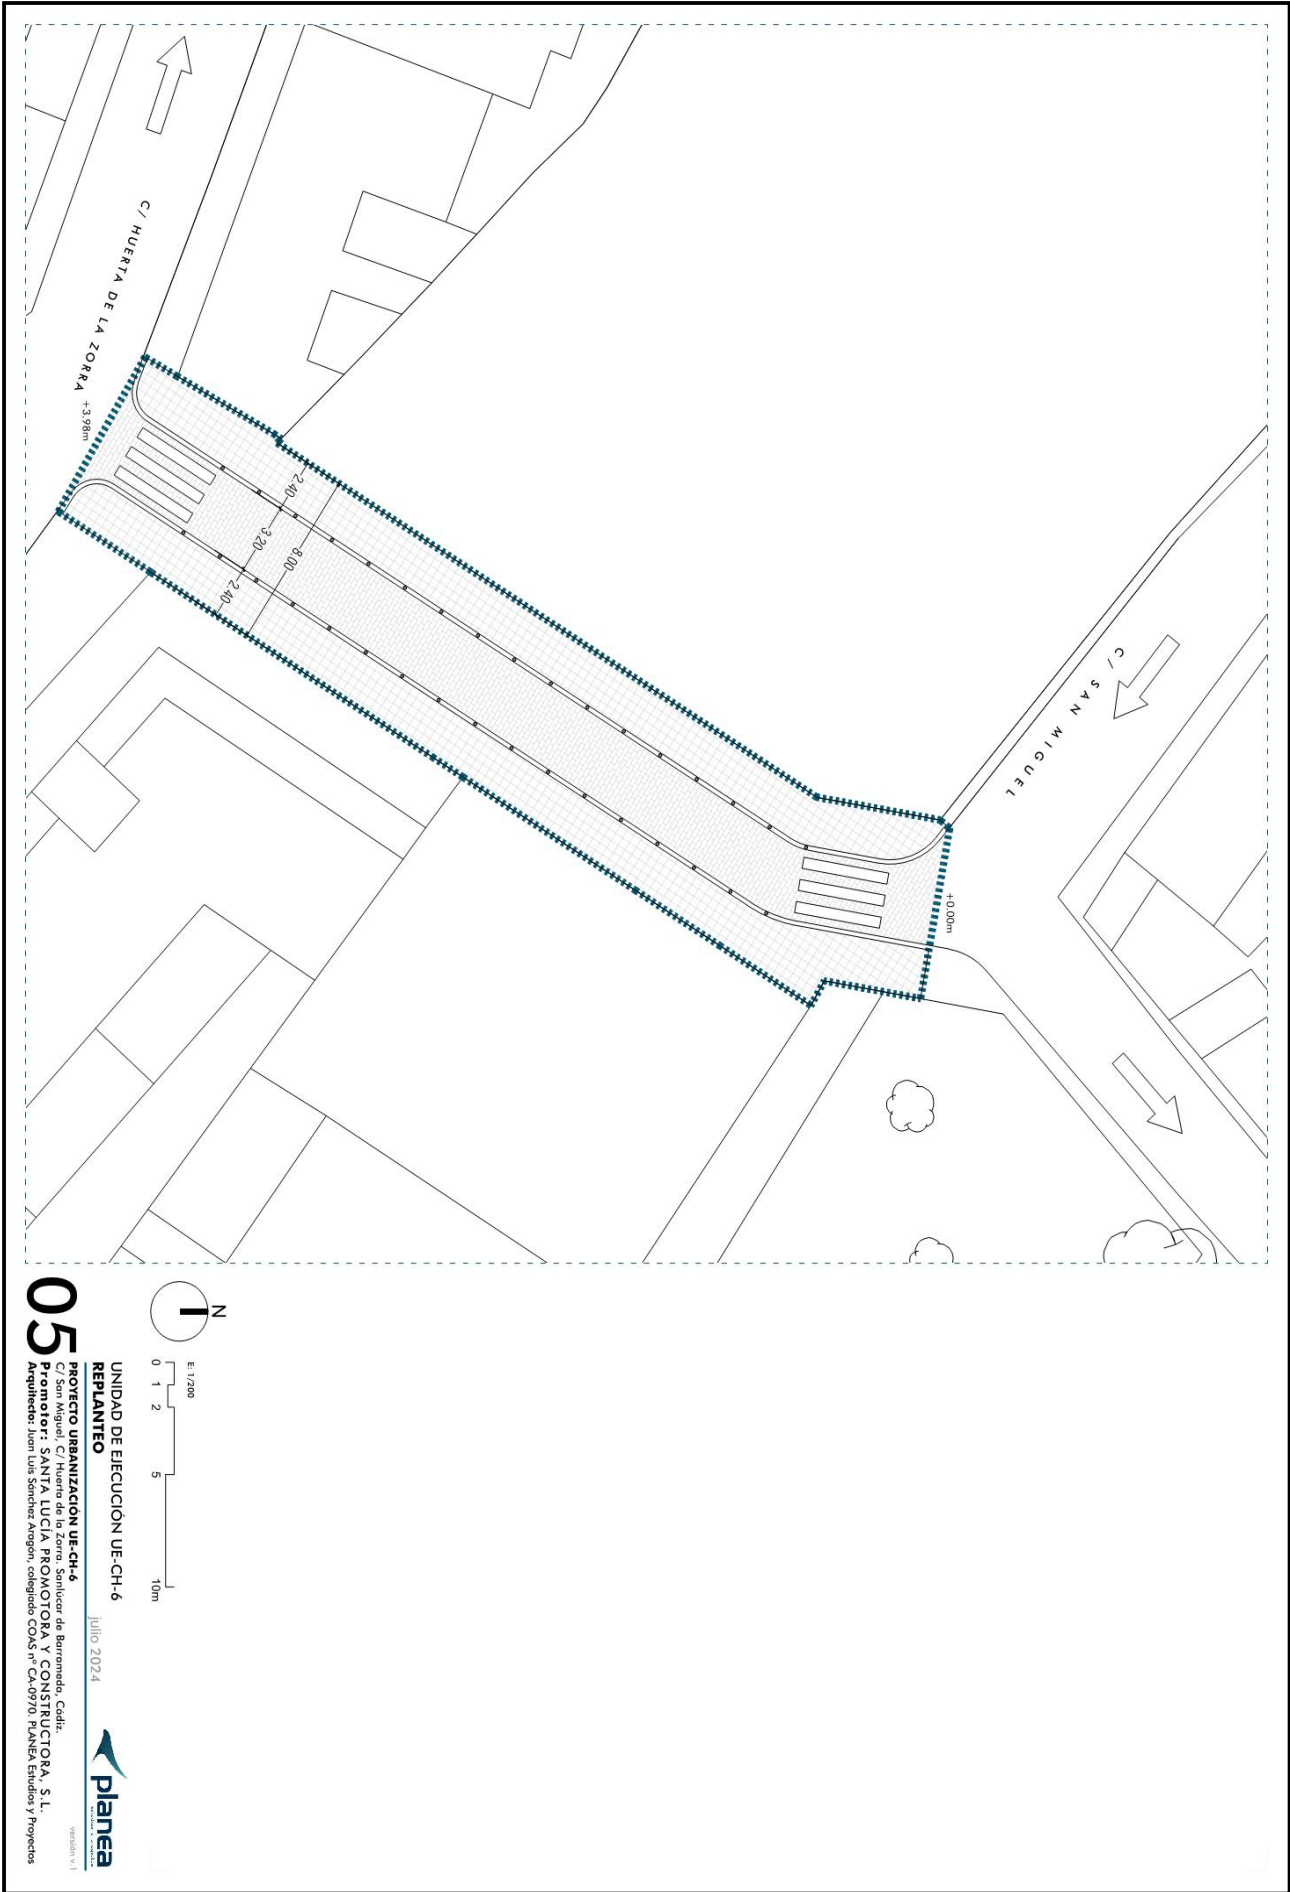 C/ HUERTA DE LA ZORRA
+3.98m
2.40
3.20
2.40
8.00
C/ SAN MIGUEL
+0.00m
N
E: 1/200
0 1 2 5 10m
05
UNIDAD DE EJECUCIÓN UE-CH-6
REPLANTEO
julio 2024
PROYECTO URBANIZACIÓN UE-CH-6
C/ San Miguel, C/ Huerta de la Zorra. Sanlúcar de Barrameda, Cádiz.
Promotor: SANTA LUCÍA PROMOTORA Y CONSTRUCTORA, S.L.
Arquitecto: Juan Luis Sánchez Aragón, colegiado COAS nº CA-0970. PLANEA Estudios y Proyectos
planea
versión v.1